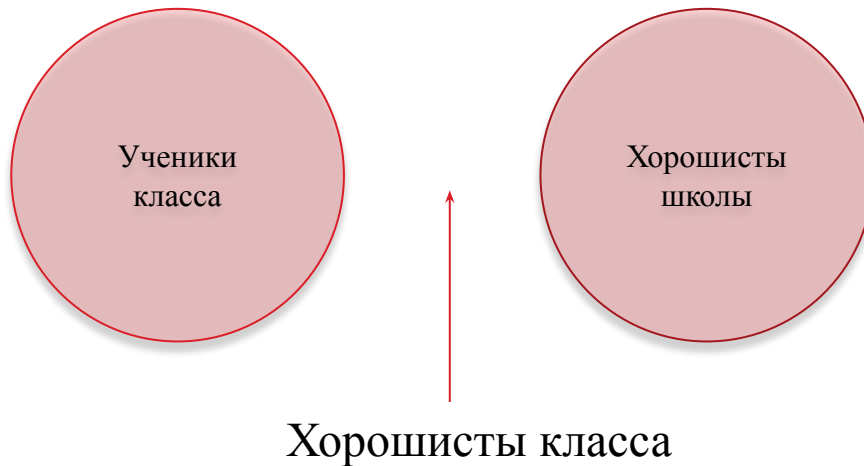 Ученики
класса
Хорошисты
школы
Хорошисты класса